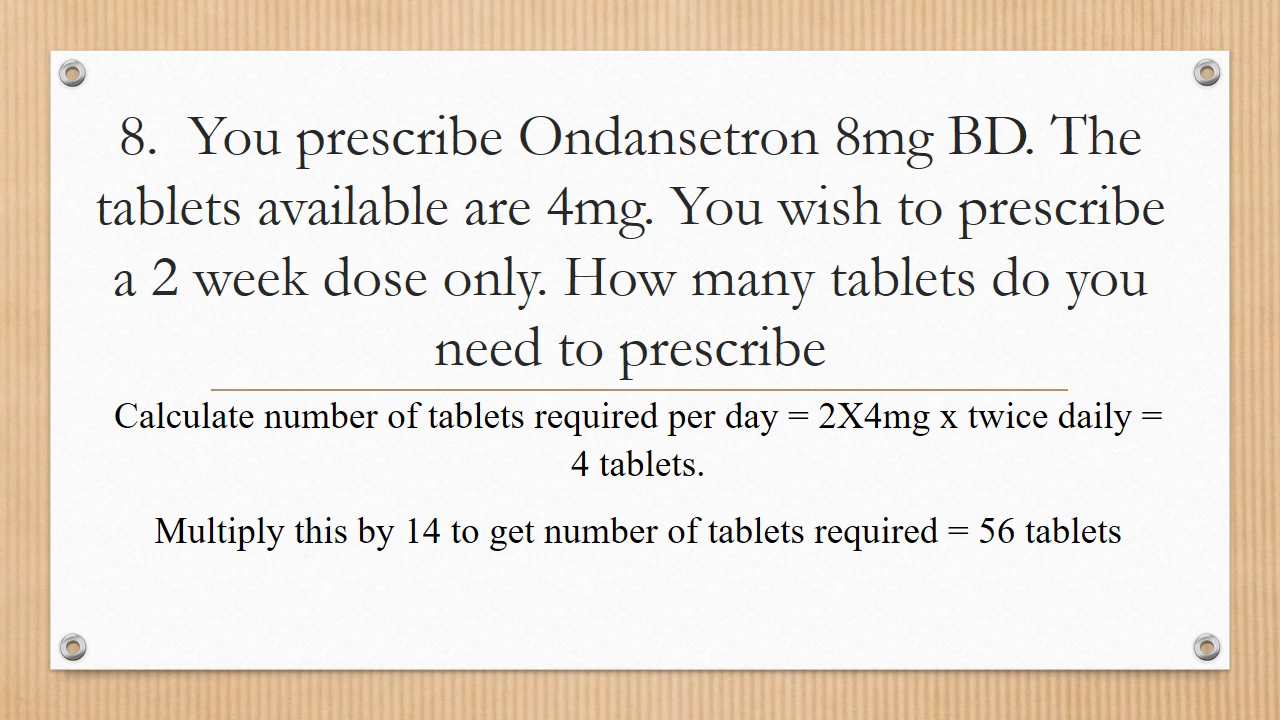 8.  You prescribe Ondansetron 8mg BD. The
tablets available are 4mg. You wish to prescribe
a 2 week dose only. How many tablets do you
need to prescribe
Calculate number of tablets required per day = 2X4mg x twice daily =
4 tablets.
Multiply this by 14 to get number of tablets required = 56 tablets